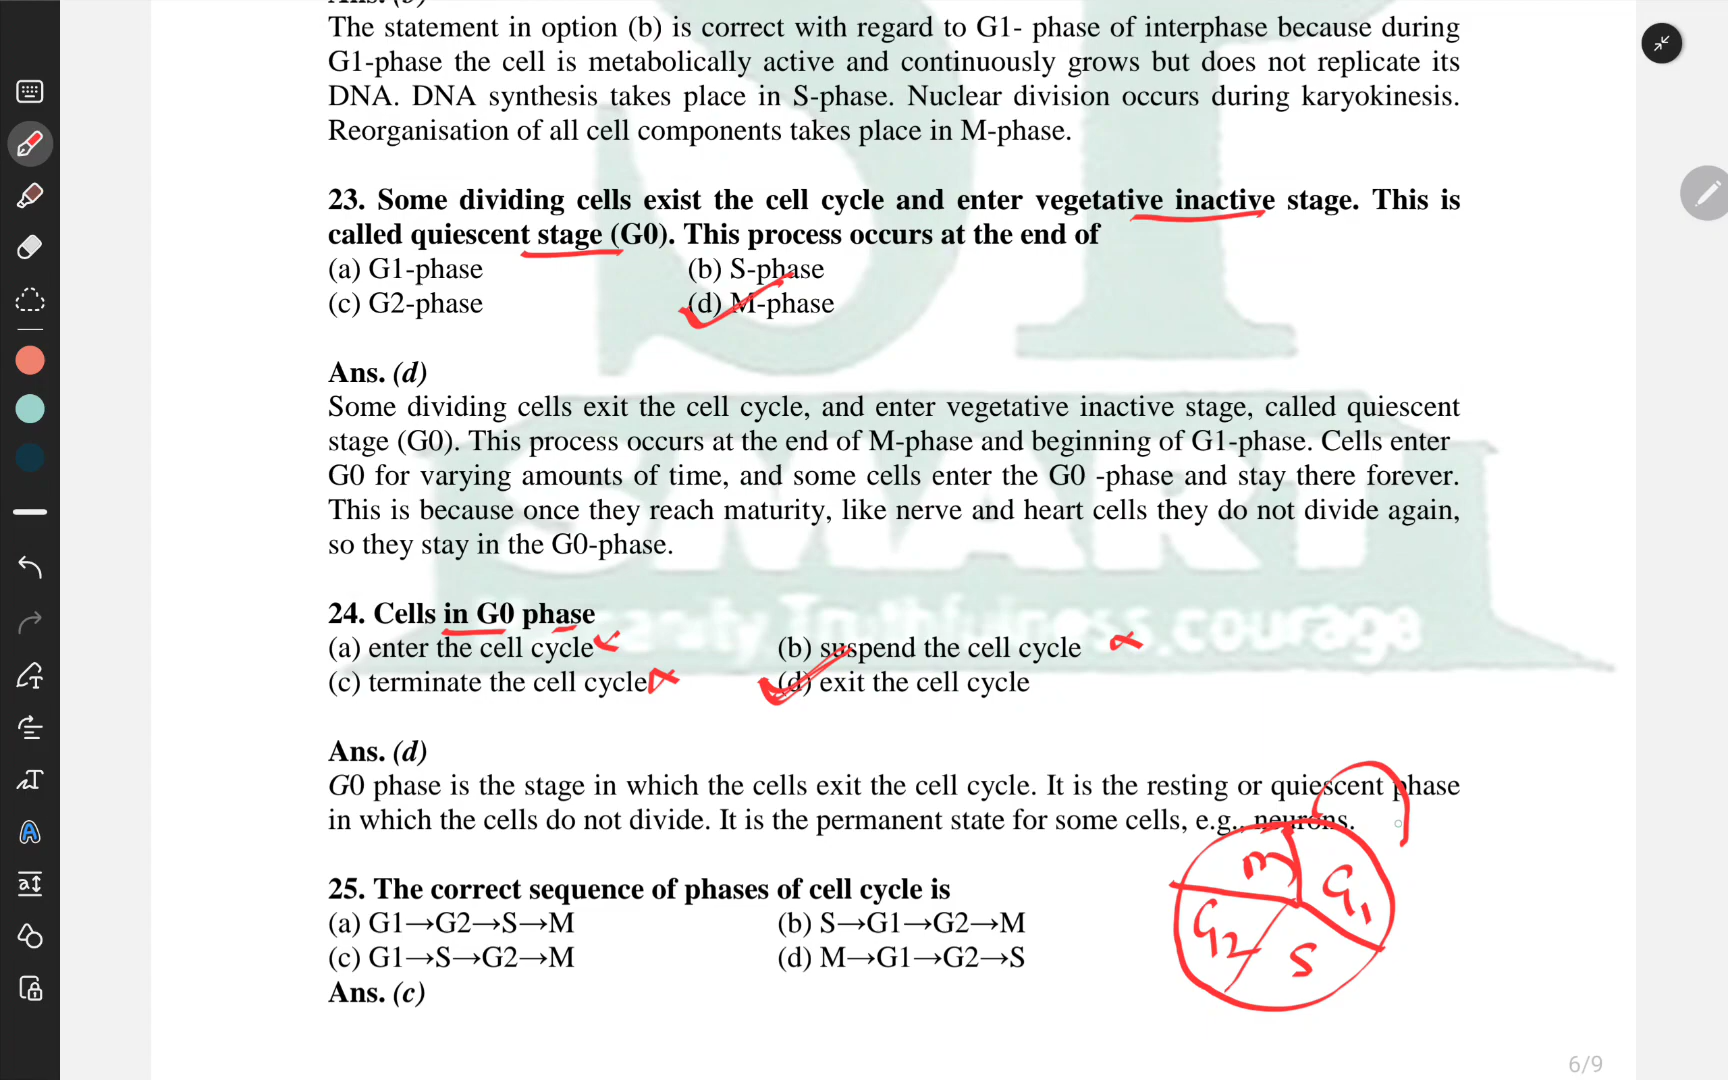 The statement in option (b) is correct with regard to G1- phase of interphase because during
G1-phase the cell is metabolically active and continuously grows but does not replicate its
DNA. DNA synthesis takes place in S-phase. Nuclear division occurs during karyokinesis.
Reorganisation of all cell components takes place in M-phase.
23. Some dividing cells exist the cell cycle and enter vegetative inactive stage. This is
called quiescent stage (G0). This process occurs at the end of
(a) G1-phase (b) S-phase
(c) G2-phase (d) M-phase
Ans. (d)
Some dividing cells exit the cell cycle, and enter vegetative inactive stage, called quiescent
stage (G0). This process occurs at the end of M-phase and beginning of G1-phase. Cells enter
G0 for varying amounts of time, and some cells enter the G0 -phase and stay there forever.
This is because once they reach maturity, like nerve and heart cells they do not divide again,
so they stay in the G0-phase.
24. Cells in G0 phase
(a) enter the cell cycle (b) suspend the cell cycle
(c) terminate the cell cycle (d) exit the cell cycle
Ans. (d)
G0 phase is the stage in which the cells exit the cell cycle. It is the resting or quiescent phase
in which the cells do not divide. It is the permanent state for some cells, e.g., neurons.
M G1
G2 S
25. The correct sequence of phases of cell cycle is
(a) G1→G2→S→M (b) S→G1→G2→M
(c) G1→S→G2→M (d) M→G1→G2→S
Ans. (c)
SMART
courage
6/9